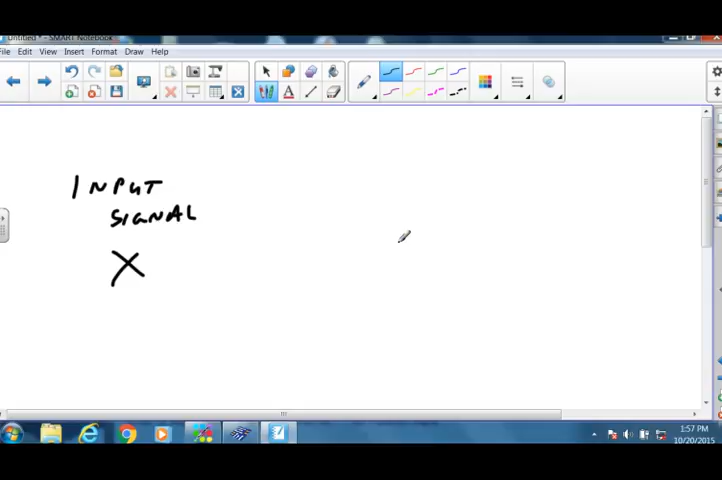 Untitled * - SMART Notebook
File Edit View Insert Format Draw Help
INPUT
SIGNAL
X
1:57 PM
10/20/2015